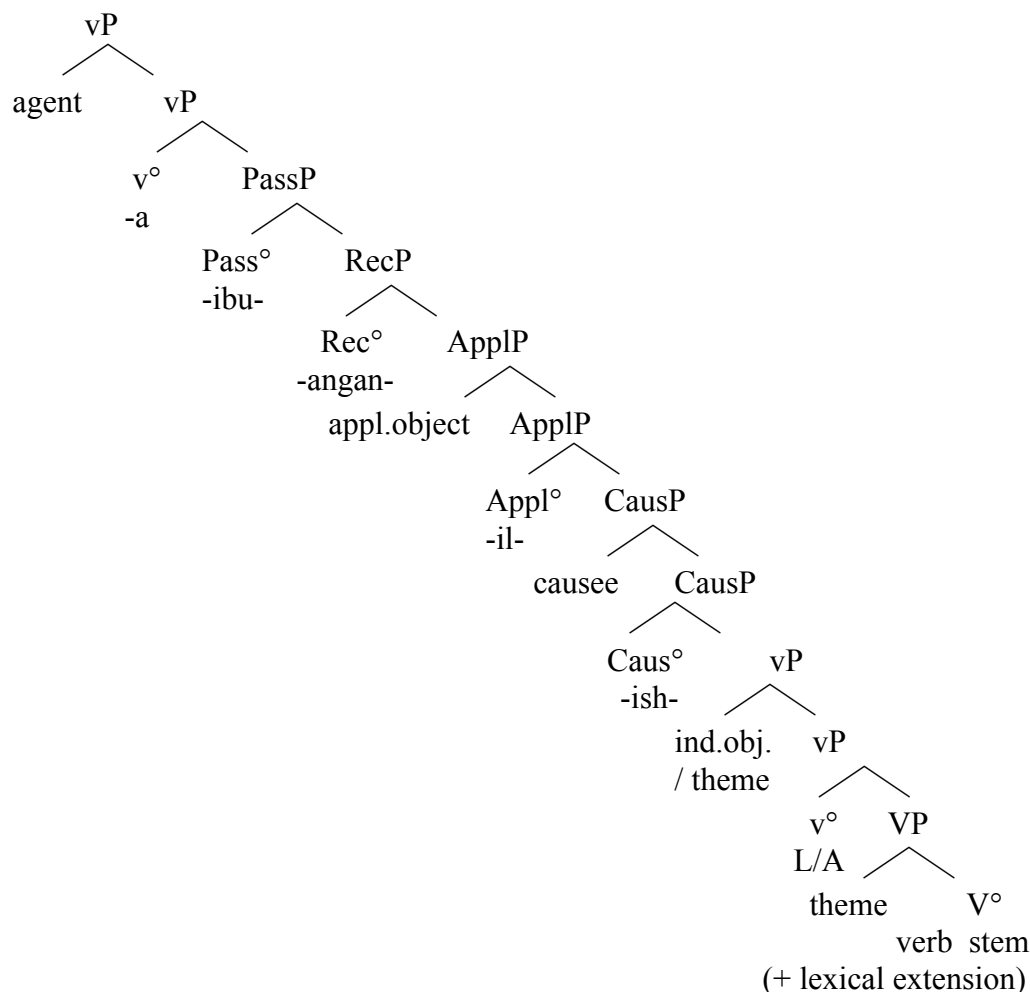 vP
agent vP
v° PassP
-a
Pass° RecP
-ibu-
Rec° ApplP
-angan-
appl.object ApplP
Appl° CausP
-il-
causee CausP
Caus° vP
-ish-
ind.obj. vP
/ theme
v° VP
L/A
theme V°
verb stem
(+ lexical extension)